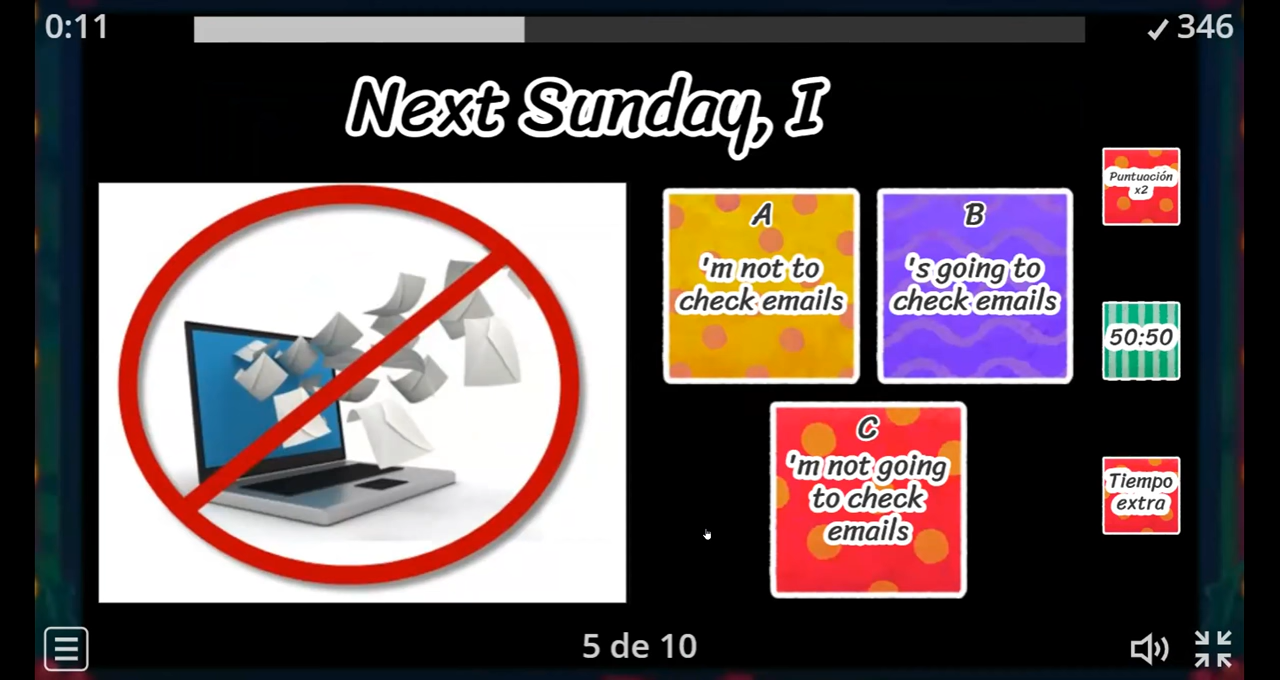 0:11
✓ 346
Next Sunday, I
A
'm not to
check emails
B
's going to
check emails
C
'm not going
to check
emails
Puntuación
x2
50:50
Tiempo
extra
5 de 10